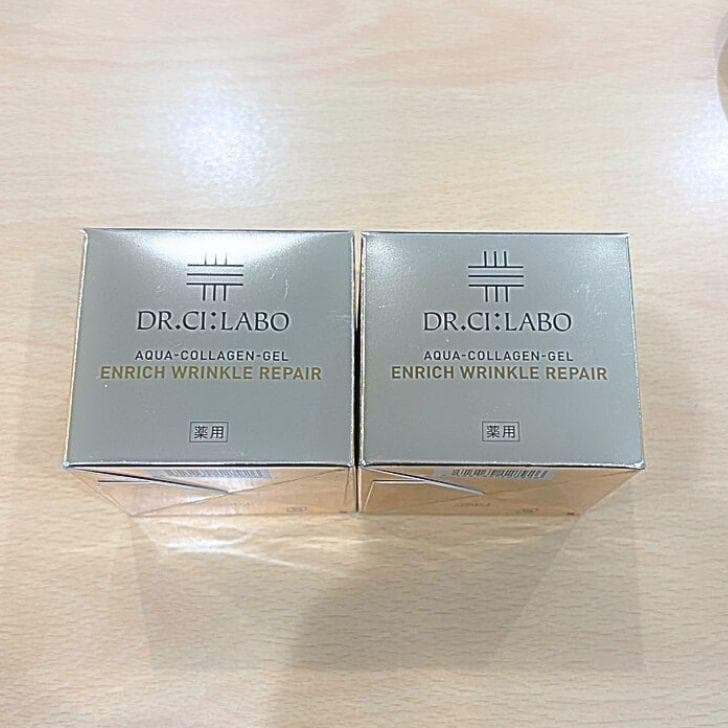 DR.CI:LABO
AQUA-COLLAGEN-GEL
ENRICH WRINKLE REPAIR
薬用
DR.CI:LABO
AQUA-COLLAGEN-GEL
ENRICH WRINKLE REPAIR
薬用